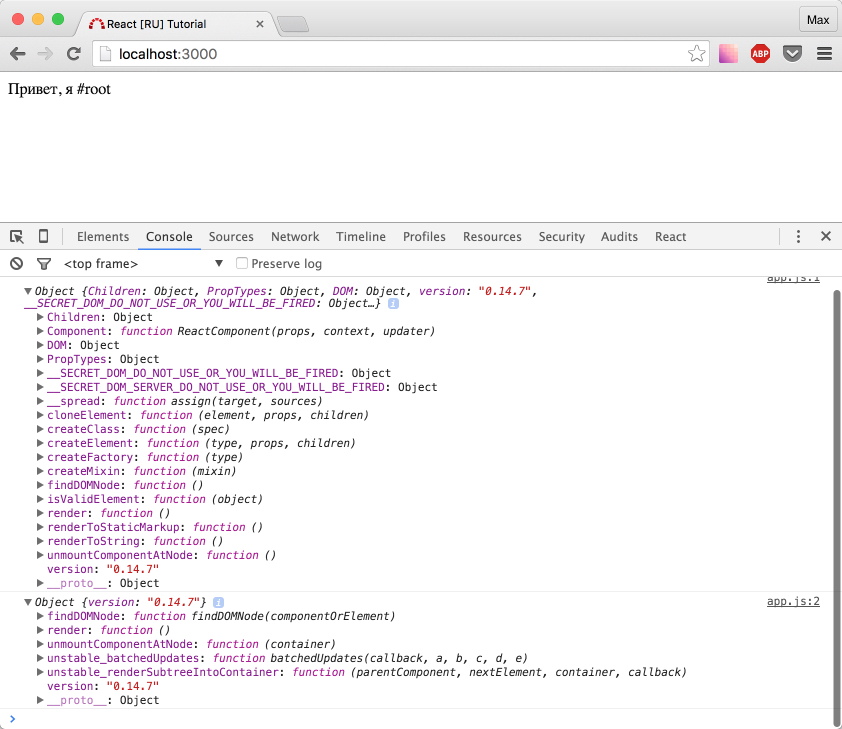 React [RU] Tutorial
Max
localhost:3000
ABP
Привет, я #root
Elements Console Sources Network Timeline Profiles Resources Security Audits React
<top frame> Preserve log
app.js:1
Object {Children: Object, PropTypes: Object, DOM: Object, version: "0.14.7",
__SECRET_DOM_DO_NOT_USE_OR_YOU_WILL_BE_FIRED: Object…}
Children: Object
Component: function ReactComponent(props, context, updater)
DOM: Object
PropTypes: Object
__SECRET_DOM_DO_NOT_USE_OR_YOU_WILL_BE_FIRED: Object
__SECRET_DOM_SERVER_DO_NOT_USE_OR_YOU_WILL_BE_FIRED: Object
__spread: function assign(target, sources)
cloneElement: function (element, props, children)
createClass: function (spec)
createElement: function (type, props, children)
createFactory: function (type)
createMixin: function (mixin)
findDOMNode: function ()
isValidElement: function (object)
render: function ()
renderToStaticMarkup: function ()
renderToString: function ()
unmountComponentAtNode: function ()
version: "0.14.7"
__proto__: Object
Object {version: "0.14.7"} app.js:2
findDOMNode: function findDOMNode(componentOrElement)
render: function ()
unmountComponentAtNode: function (container)
unstable_batchedUpdates: function batchedUpdates(callback, a, b, c, d, e)
unstable_renderSubtreeIntoContainer: function (parentComponent, nextElement, container, callback)
version: "0.14.7"
__proto__: Object